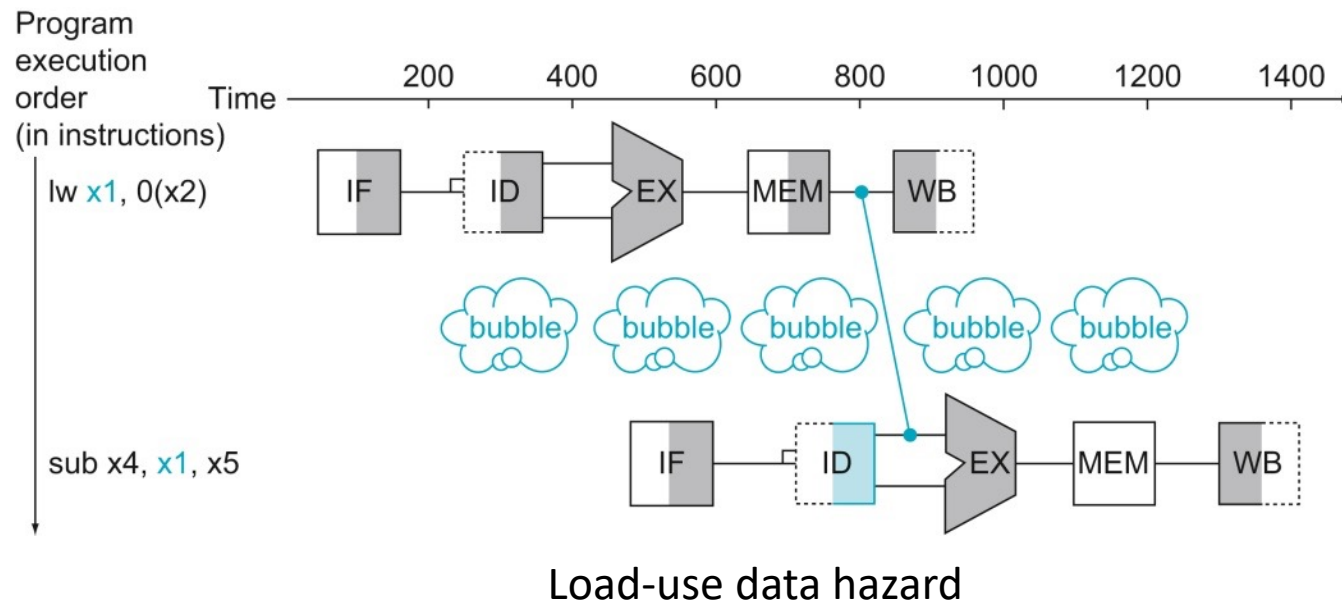 Program
execution
order
(in instructions)
Time
200 400 600 800 1000 1200 1400
lw x1, 0(x2)
IF ID EX MEM WB
bubble bubble bubble bubble bubble
sub x4, x1, x5
IF ID EX MEM WB
Load-use data hazard